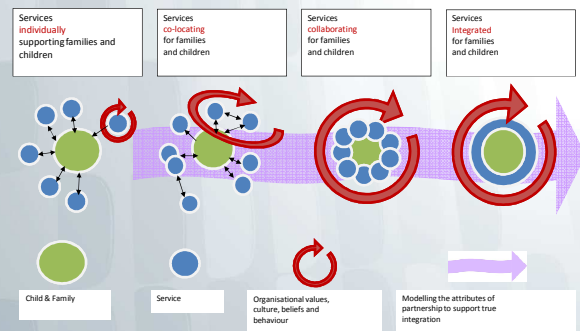 Services
individually
supporting families and
children
Services
co-locating
for families
and children
Services
collaborating
for families
and children
Services
Integrated
for families
and children
Child & Family
Service
Organisational values,
culture, beliefs and
behaviour
Modelling the attributes of
partnership to support true
integration